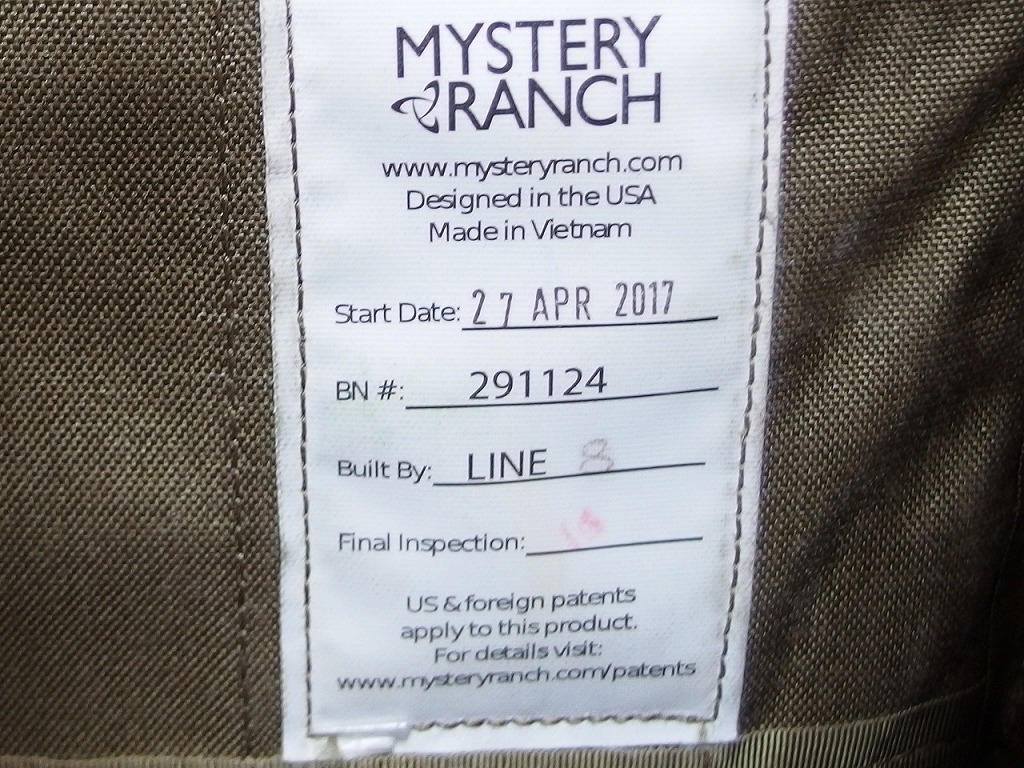 MYSTERY
RANCH
www.mysteryranch.com
Designed in the USA
Made in Vietnam
Start Date: 27 APR 2017
BN #: 291124
Built By: LINE 8
Final Inspection:
US & foreign patents
apply to this product.
For details visit:
www.mysteryranch.com/patents